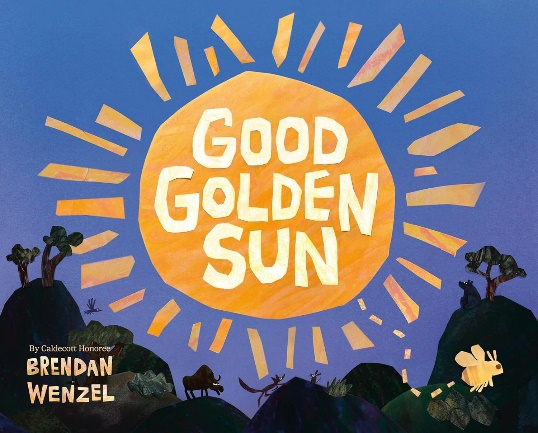 GOOD
GOLDEN
SUN
By Caldecott Honoree
BRENDAN
WENZEL